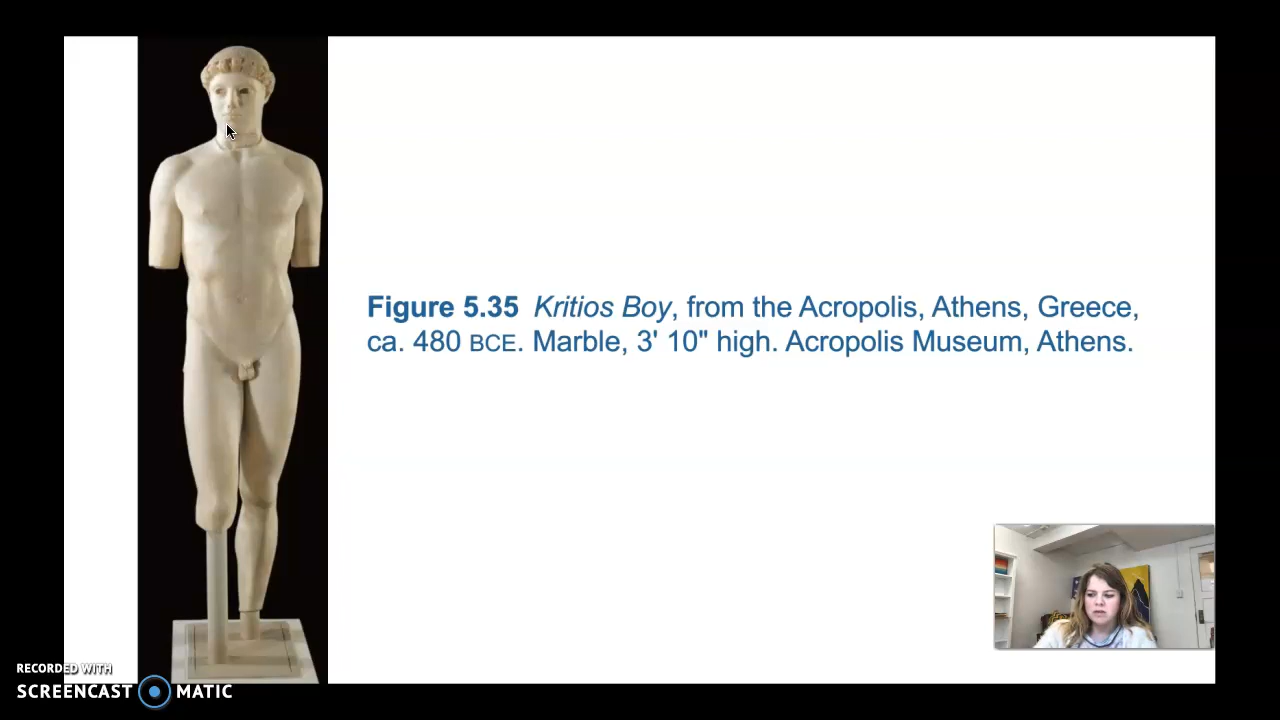 Figure 5.35 Kritios Boy, from the Acropolis, Athens, Greece,
ca. 480 BCE. Marble, 3' 10" high. Acropolis Museum, Athens.
RECORDED WITH
SCREENCAST MATIC